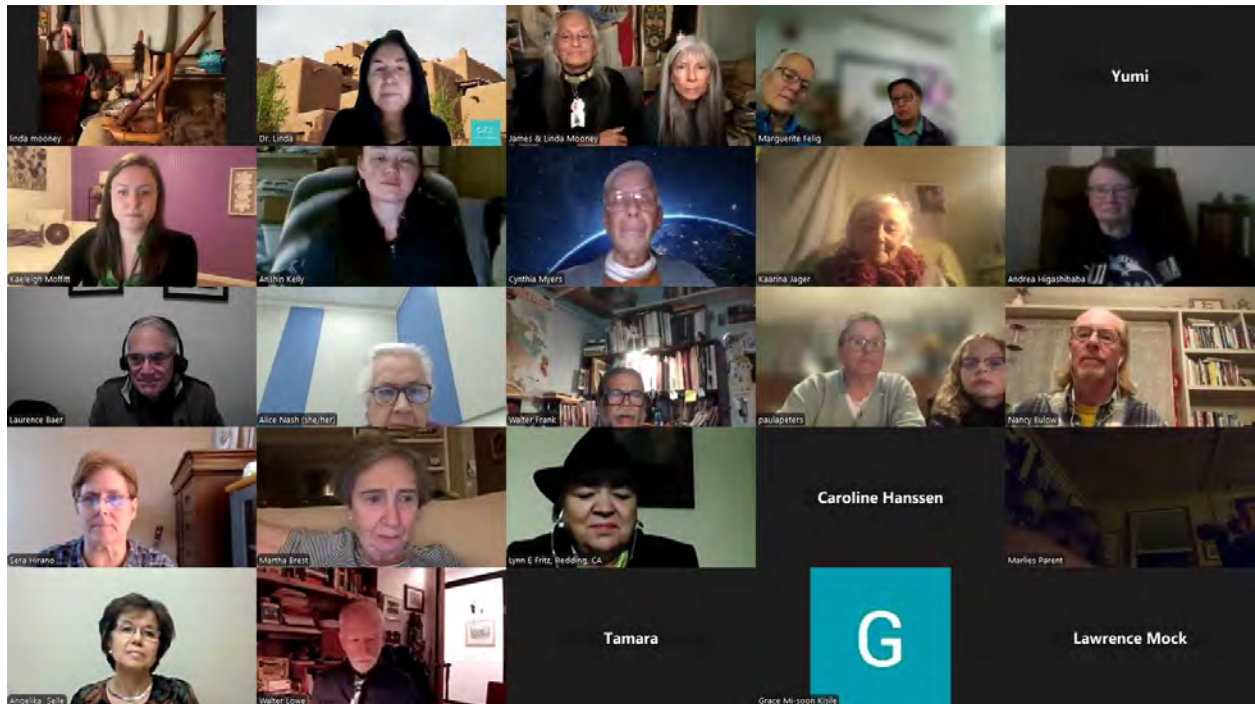 linda mooney
Dr. Linda
James & Linda Mooney
Marguerite Felig
Yumi
Kaeleigh Moffitt
Anshin Kelly
Cynthia Myers
Kaarina Jager
Andrea Higashibaba
Laurence Baer
Alice Nash (she/her)
Walter Frank
paulapeters
Nancy Bulow
Sera Hirano
Martha Brest
Lynn E Fritz, Redding, CA
Caroline Hanssen
Marlies Parent
Angelika Selle
Walter Lowe
Tamara
G
Grace Mi-soon Kisile
Lawrence Mock